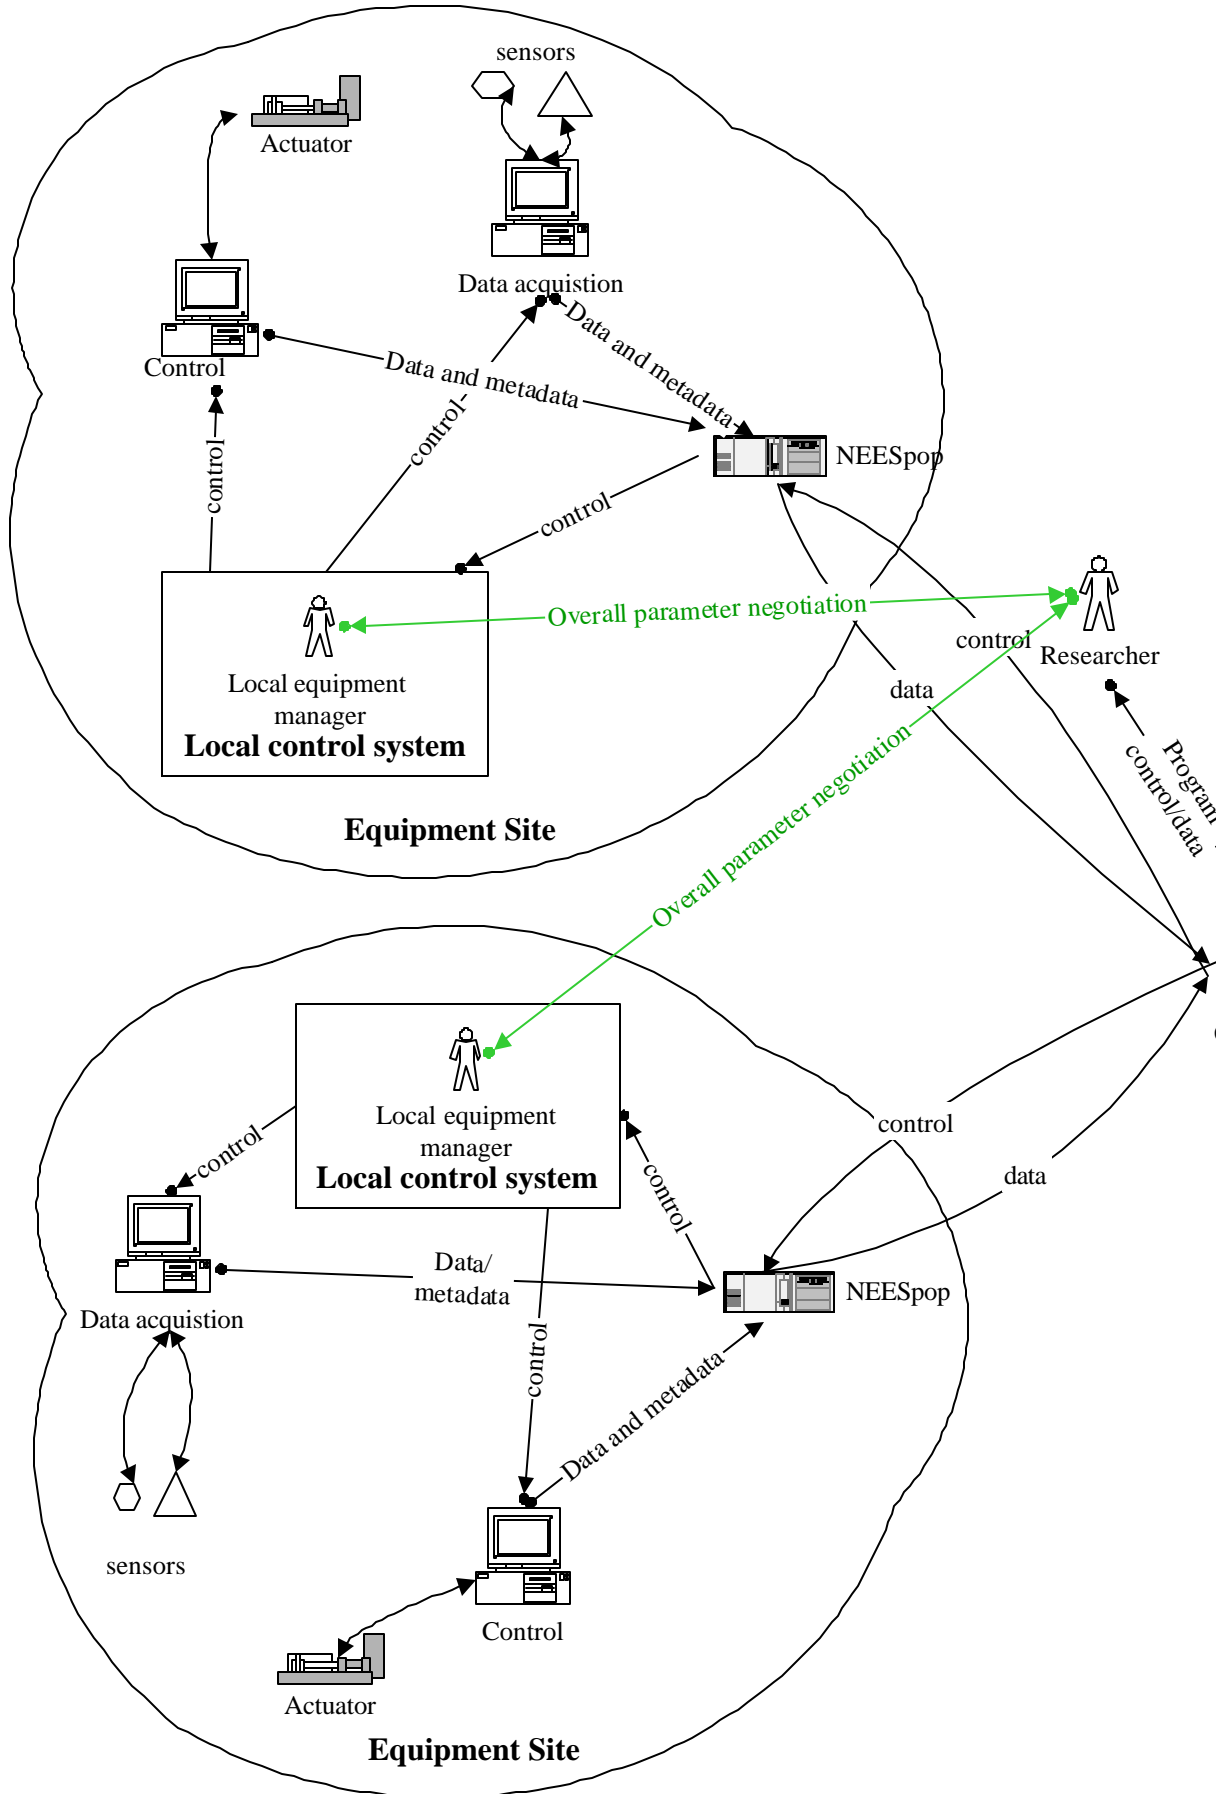 sensors
Actuator
Data acquistion
Control
Data and metadata
Data and metadata
control
control
NEESpop
control
Overall parameter negotiation
control
Researcher
data
Local equipment
manager
Local control system
Program
control/data
Equipment Site
Overall parameter negotiation
Local equipment
manager
Local control system
control
control
control
data
Data/
metadata
NEESpop
Data acquistion
control
Data and metadata
sensors
Control
Actuator
Equipment Site